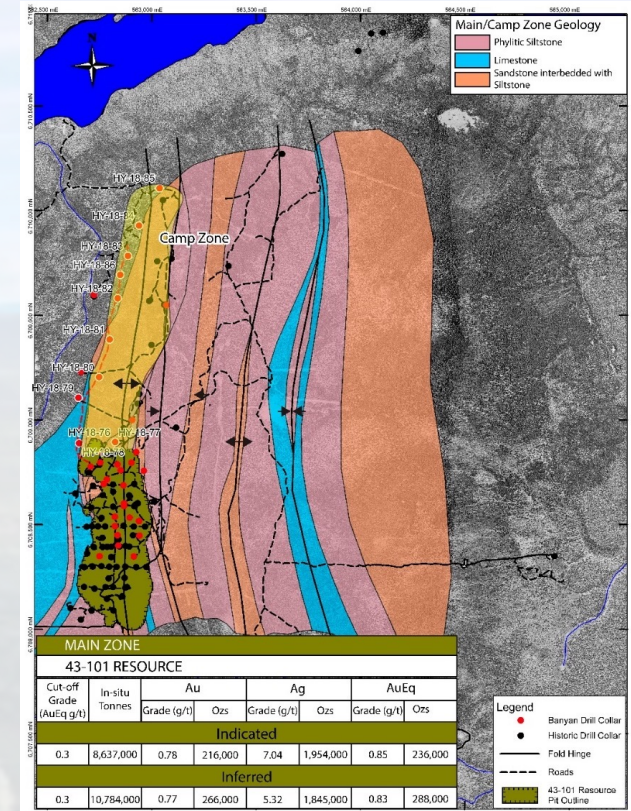 583,000 mE
583,500 mE
584,000 mE
584,500 mE
585,000 mE
Main/Camp Zone Geology
Phyllitic Siltstone
Limestone
Sandstone interbedded with
Siltstone
N
HY-18-85
HY-18-84
Camp Zone
HY-18-83
HY-18-86
HY-18-82
HY-18-81
HY-18-80
HY-18-79
HY-18-76
HY-18-77
HY-18-78
MAIN ZONE
43-101 RESOURCE
Cut-off Grade (AuEq g/t) In-situ Tonnes Au Ag AuEq
Grade (g/t) Ozs Grade (g/t) Ozs Grade (g/t) Ozs
Indicated
0.3 8,637,000 0.78 216,000 7.04 1,954,000 0.85 236,000
Inferred
0.3 10,784,000 0.77 266,000 5.32 1,845,000 0.83 288,000
Legend
Banyan Drill Collar
Historic Drill Collar
Fold Hinge
Roads
43-101 Resource
Pit Outline